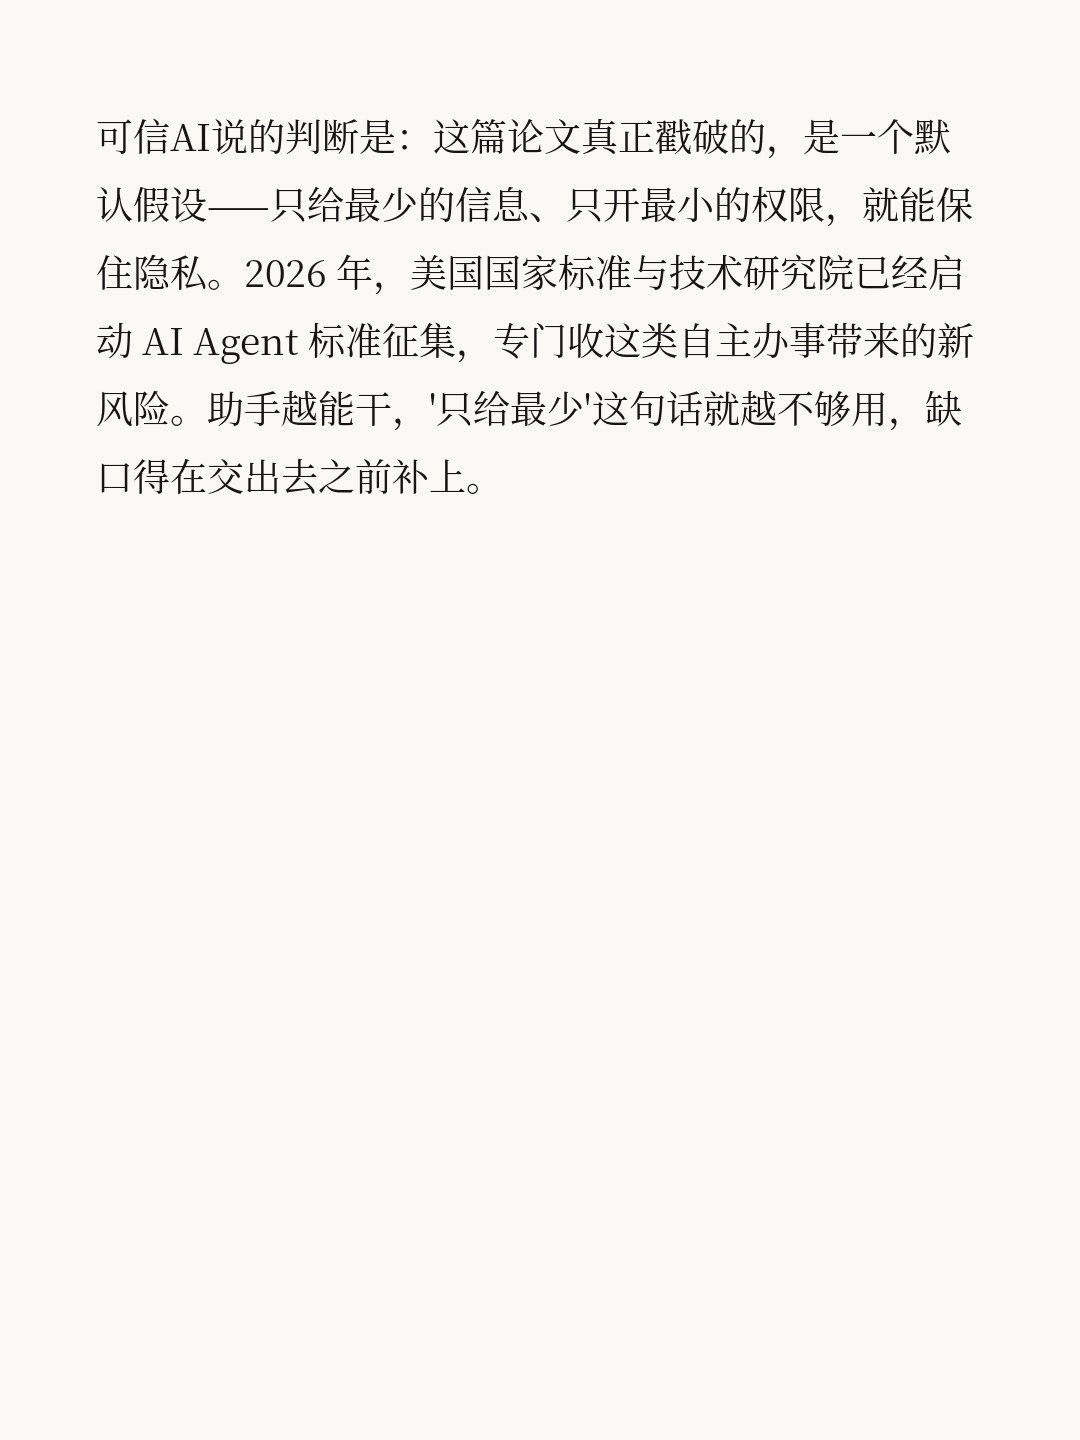 可信AI说的判断是：这篇论文真正戳破的，是一个默
认假设——只给最少的信息、只开最小的权限，就能保
住隐私。2026 年，美国国家标准与技术研究院已经启
动 AI Agent 标准征集，专门收这类自主办事带来的新
风险。助手越能干，'只给最少'这句话就越不够用，缺
口得在交出去之前补上。